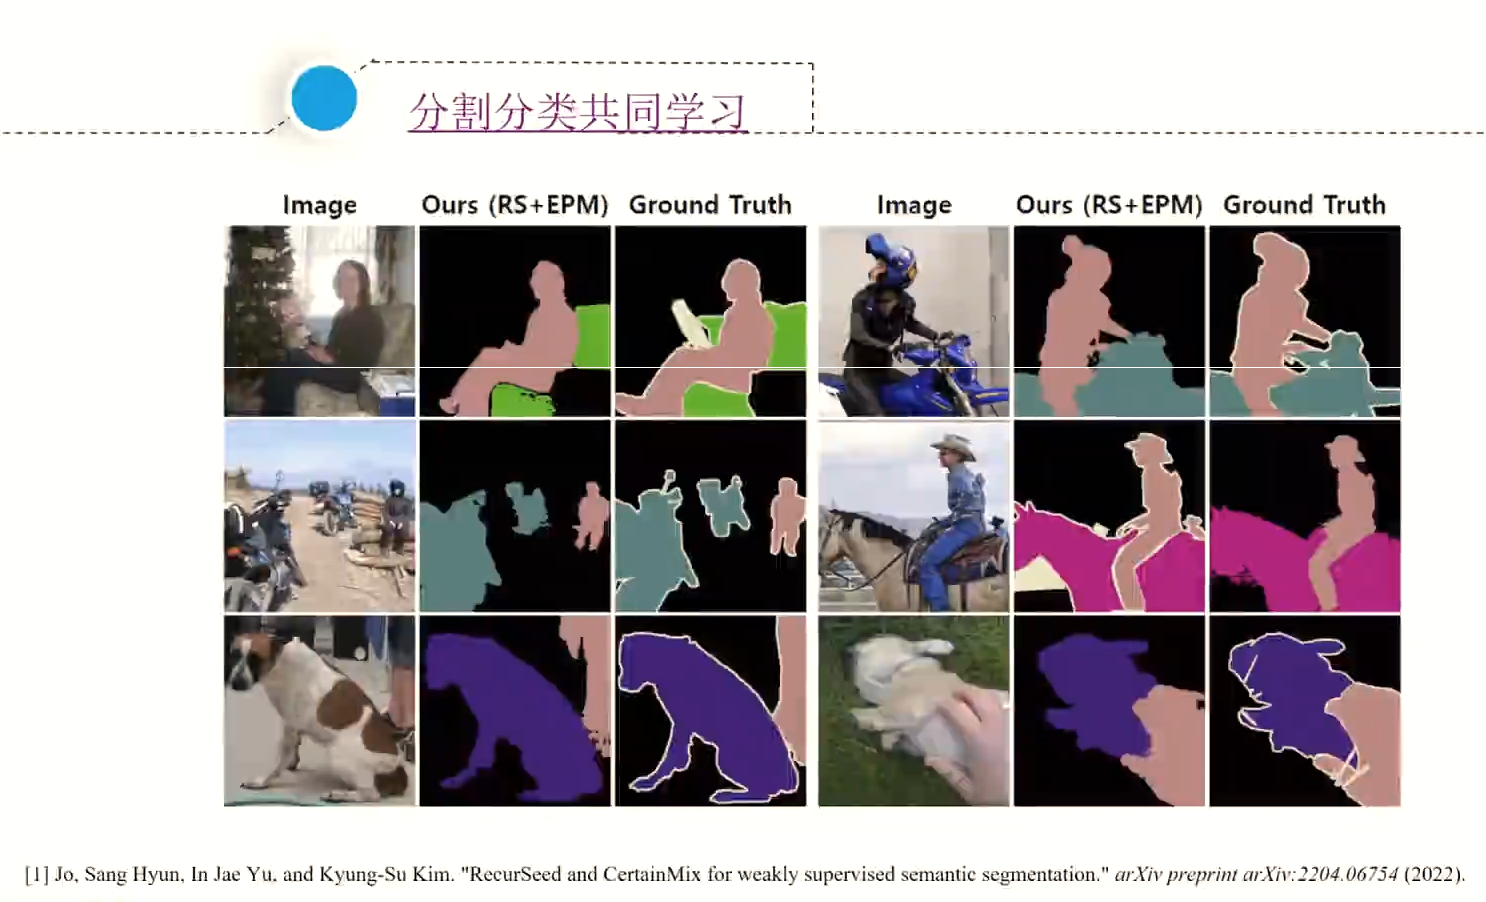 分割分类共同学习
Image Ours (RS+EPM) Ground Truth Image Ours (RS+EPM) Ground Truth
[1] Jo, Sang Hyun, In Jae Yu, and Kyung-Su Kim. "RecurSeed and CertainMix for weakly supervised semantic segmentation." arXiv preprint arXiv:2204.06754 (2022).